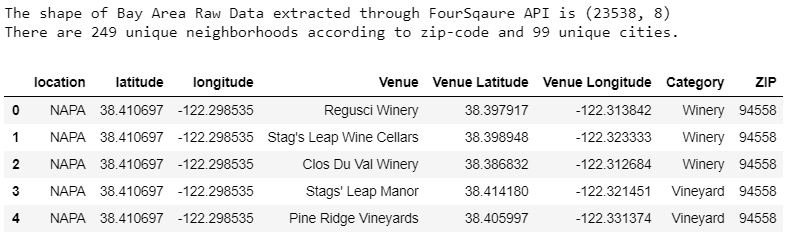 The shape of Bay Area Raw Data extracted through FourSqaure API is (23538, 8)
There are 249 unique neighborhoods according to zip-code and 99 unique cities.
location latitude longitude Venue Venue Latitude Venue Longitude Category ZIP
0 NAPA 38.410697 -122.298535 Regusci Winery 38.397917 -122.313842 Winery 94558
1 NAPA 38.410697 -122.298535 Stag's Leap Wine Cellars 38.398948 -122.323333 Winery 94558
2 NAPA 38.410697 -122.298535 Clos Du Val Winery 38.386832 -122.312684 Winery 94558
3 NAPA 38.410697 -122.298535 Stags' Leap Manor 38.414180 -122.321451 Vineyard 94558
4 NAPA 38.410697 -122.298535 Pine Ridge Vineyards 38.405997 -122.331374 Vineyard 94558